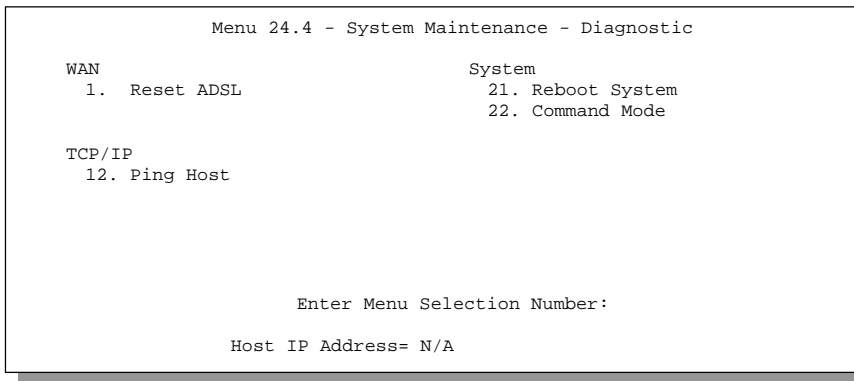 Menu 24.4 - System Maintenance - Diagnostic
WAN System
1. Reset ADSL 21. Reboot System
22. Command Mode
TCP/IP
12. Ping Host
Enter Menu Selection Number:
Host IP Address= N/A